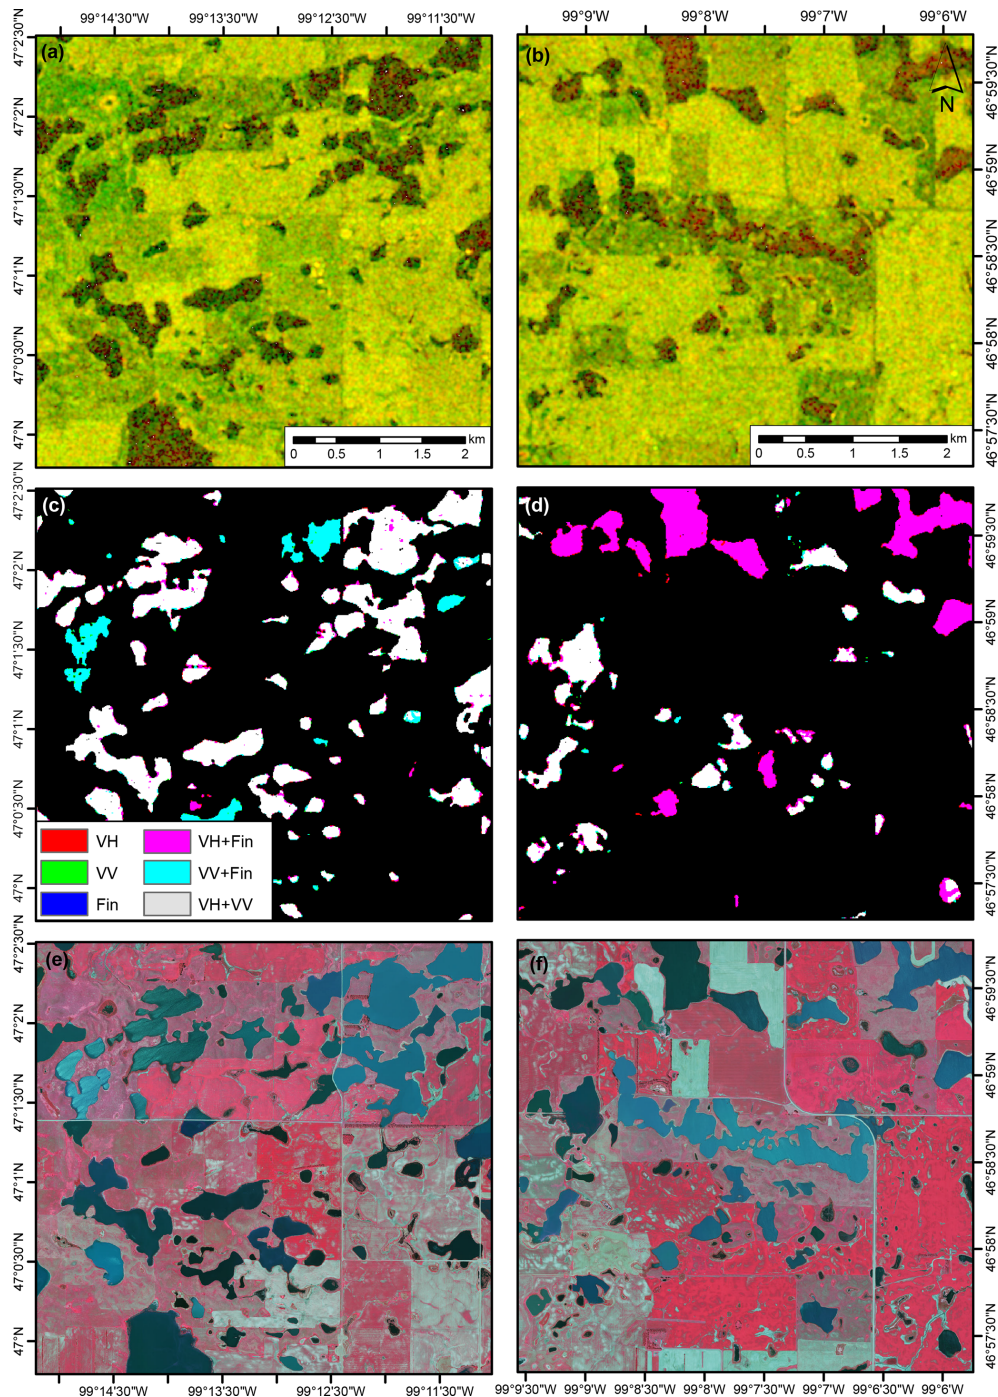 99°14'30"W 99°13'30"W 99°12'30"W 99°11'30"W
99°9'W 99°8'W 99°7'W 99°6'W
(a)
47°2'30"N
47°2'N
47°1'30"N
47°1'N
47°0'30"N
47°N
km
0 0.5 1 1.5 2
(b)
N
46°59'30"N
46°59'N
46°58'30"N
46°58'N
46°57'30"N
km
0 0.5 1 1.5 2
(c)
47°2'30"N
47°2'N
47°1'30"N
47°1'N
47°0'30"N
47°N
VH VH+Fin
VV VV+Fin
Fin VH+VV
(d)
46°59'30"N
46°59'N
46°58'30"N
46°58'N
46°57'30"N
(e)
47°2'30"N
47°2'N
47°1'30"N
47°1'N
47°0'30"N
47°N
(f)
46°59'30"N
46°59'N
46°58'30"N
46°58'N
46°57'30"N
99°14'30"W 99°13'30"W 99°12'30"W 99°11'30"W
99°9'30"W 99°9'W 99°8'30"W 99°8'W 99°7'30"W 99°7'W 99°6'30"W 99°6'W